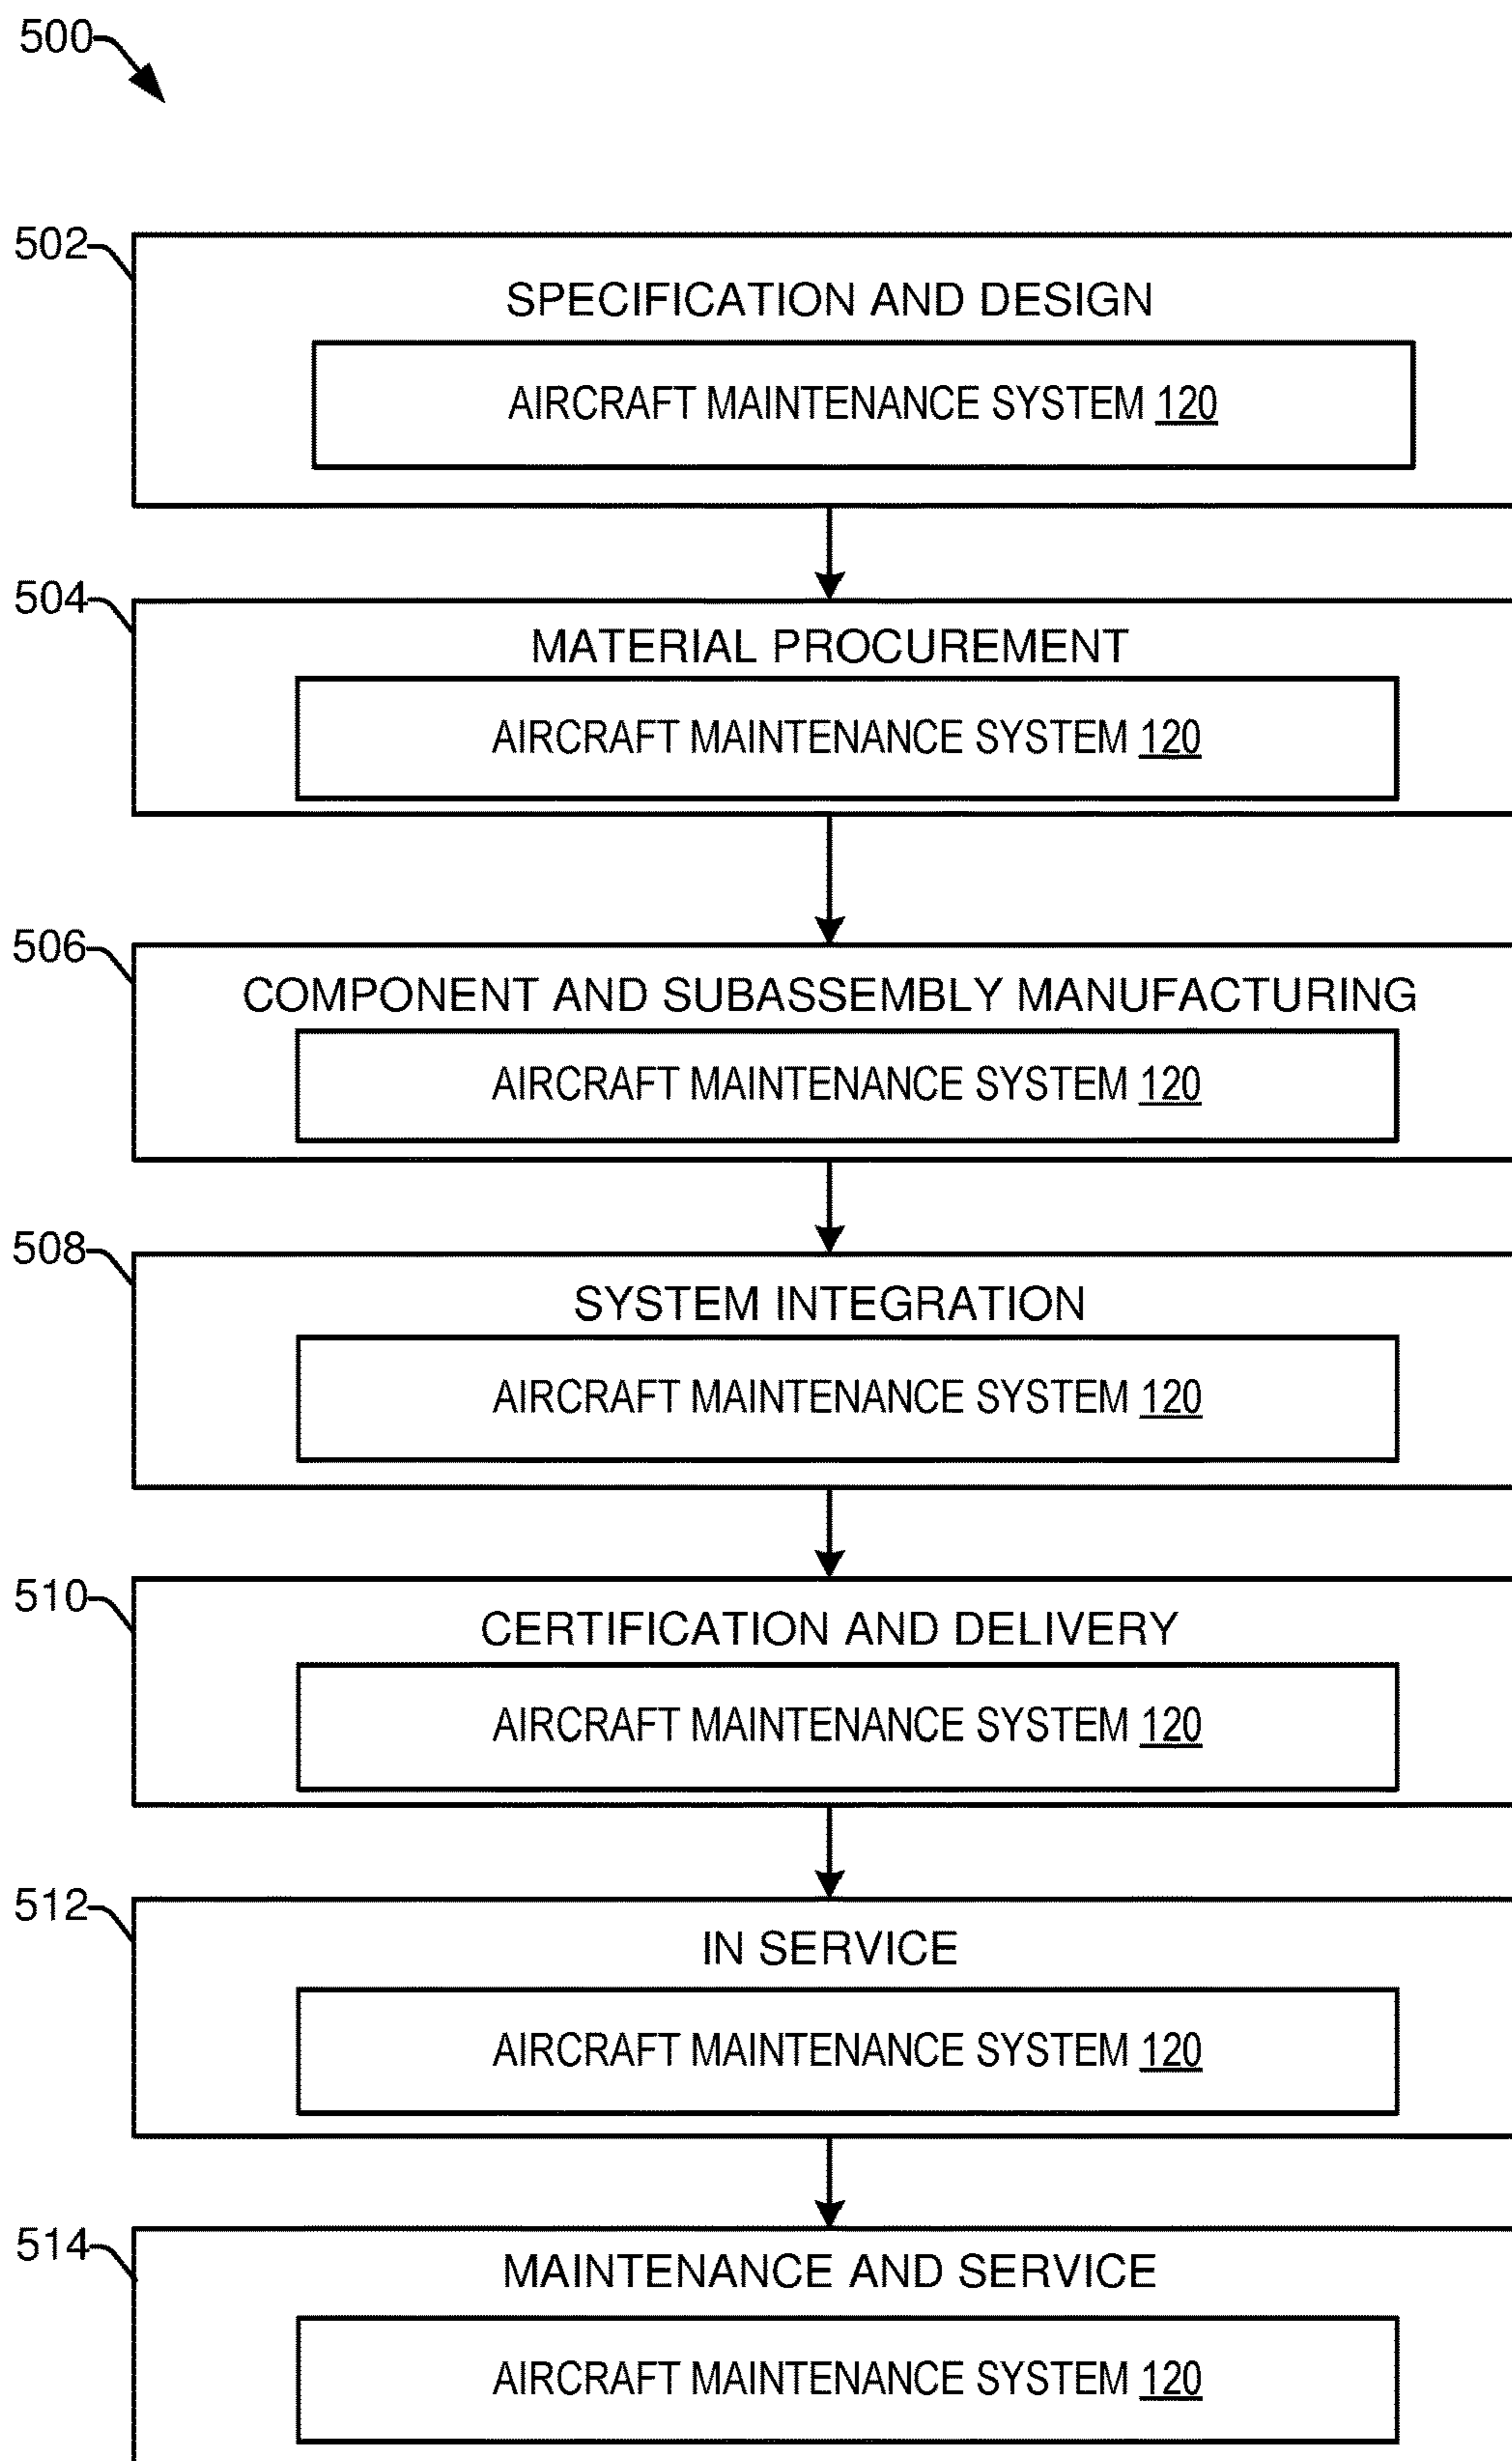 500
502
SPECIFICATION AND DESIGN
AIRCRAFT MAINTENANCE SYSTEM 120
504
MATERIAL PROCUREMENT
AIRCRAFT MAINTENANCE SYSTEM 120
506
COMPONENT AND SUBASSEMBLY MANUFACTURING
AIRCRAFT MAINTENANCE SYSTEM 120
508
SYSTEM INTEGRATION
AIRCRAFT MAINTENANCE SYSTEM 120
510
CERTIFICATION AND DELIVERY
AIRCRAFT MAINTENANCE SYSTEM 120
512
IN SERVICE
AIRCRAFT MAINTENANCE SYSTEM 120
514
MAINTENANCE AND SERVICE
AIRCRAFT MAINTENANCE SYSTEM 120